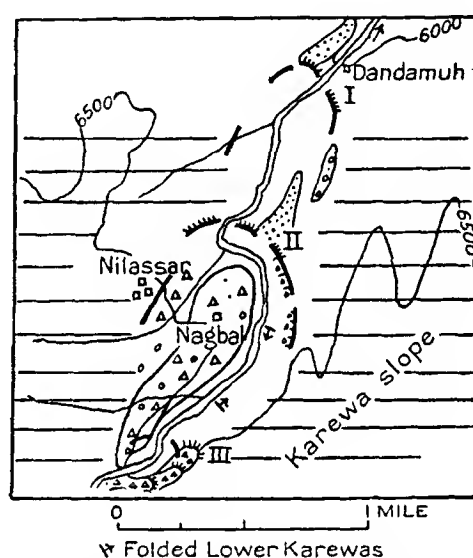 6000
Dandamuh
I
6500
II
6500
Nilassar
Nagbal
Karewa slope
III
0 1 MILE
Folded Lower Karewas